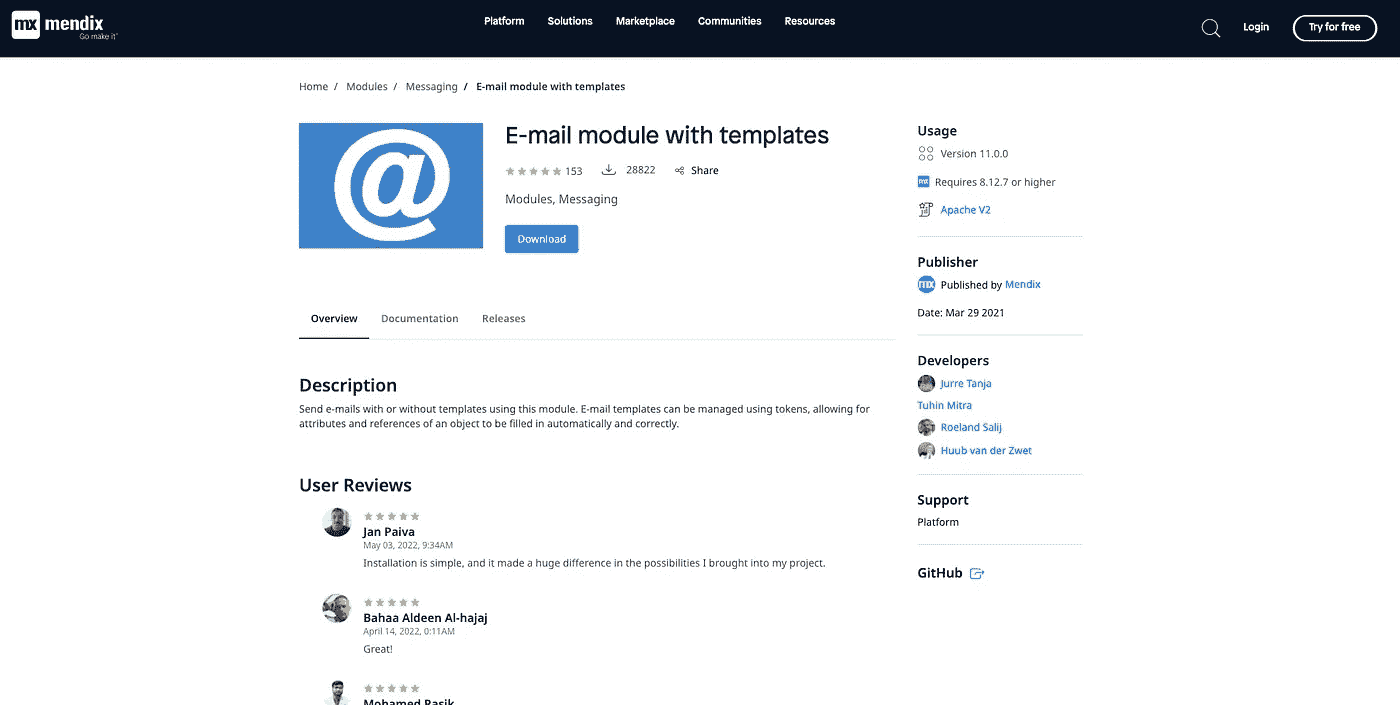 mx mendix
Go make it
Platform Solutions Marketplace Communities Resources
Login Try for free
Home / Modules / Messaging / E-mail module with templates
@
E-mail module with templates
153 28822 Share
Modules, Messaging
Download
Overview Documentation Releases
Description
Send e-mails with or without templates using this module. E-mail templates can be managed using tokens, allowing for
attributes and references of an object to be filled in automatically and correctly.
User Reviews
Jan Paiva
May 03, 2022, 9:34AM
Installation is simple, and it made a huge difference in the possibilities I brought into my project.
Bahaa Aldeen Al-hajaj
April 14, 2022, 0:11AM
Great!
Mohamed Rasik
Usage
Version 11.0.0
mx Requires 8.12.7 or higher
Apache V2
Publisher
mx Published by Mendix
Date: Mar 29 2021
Developers
Jurre Tanja
Tuhin Mitra
Roeland Salij
Huub van der Zwet
Support
Platform
GitHub